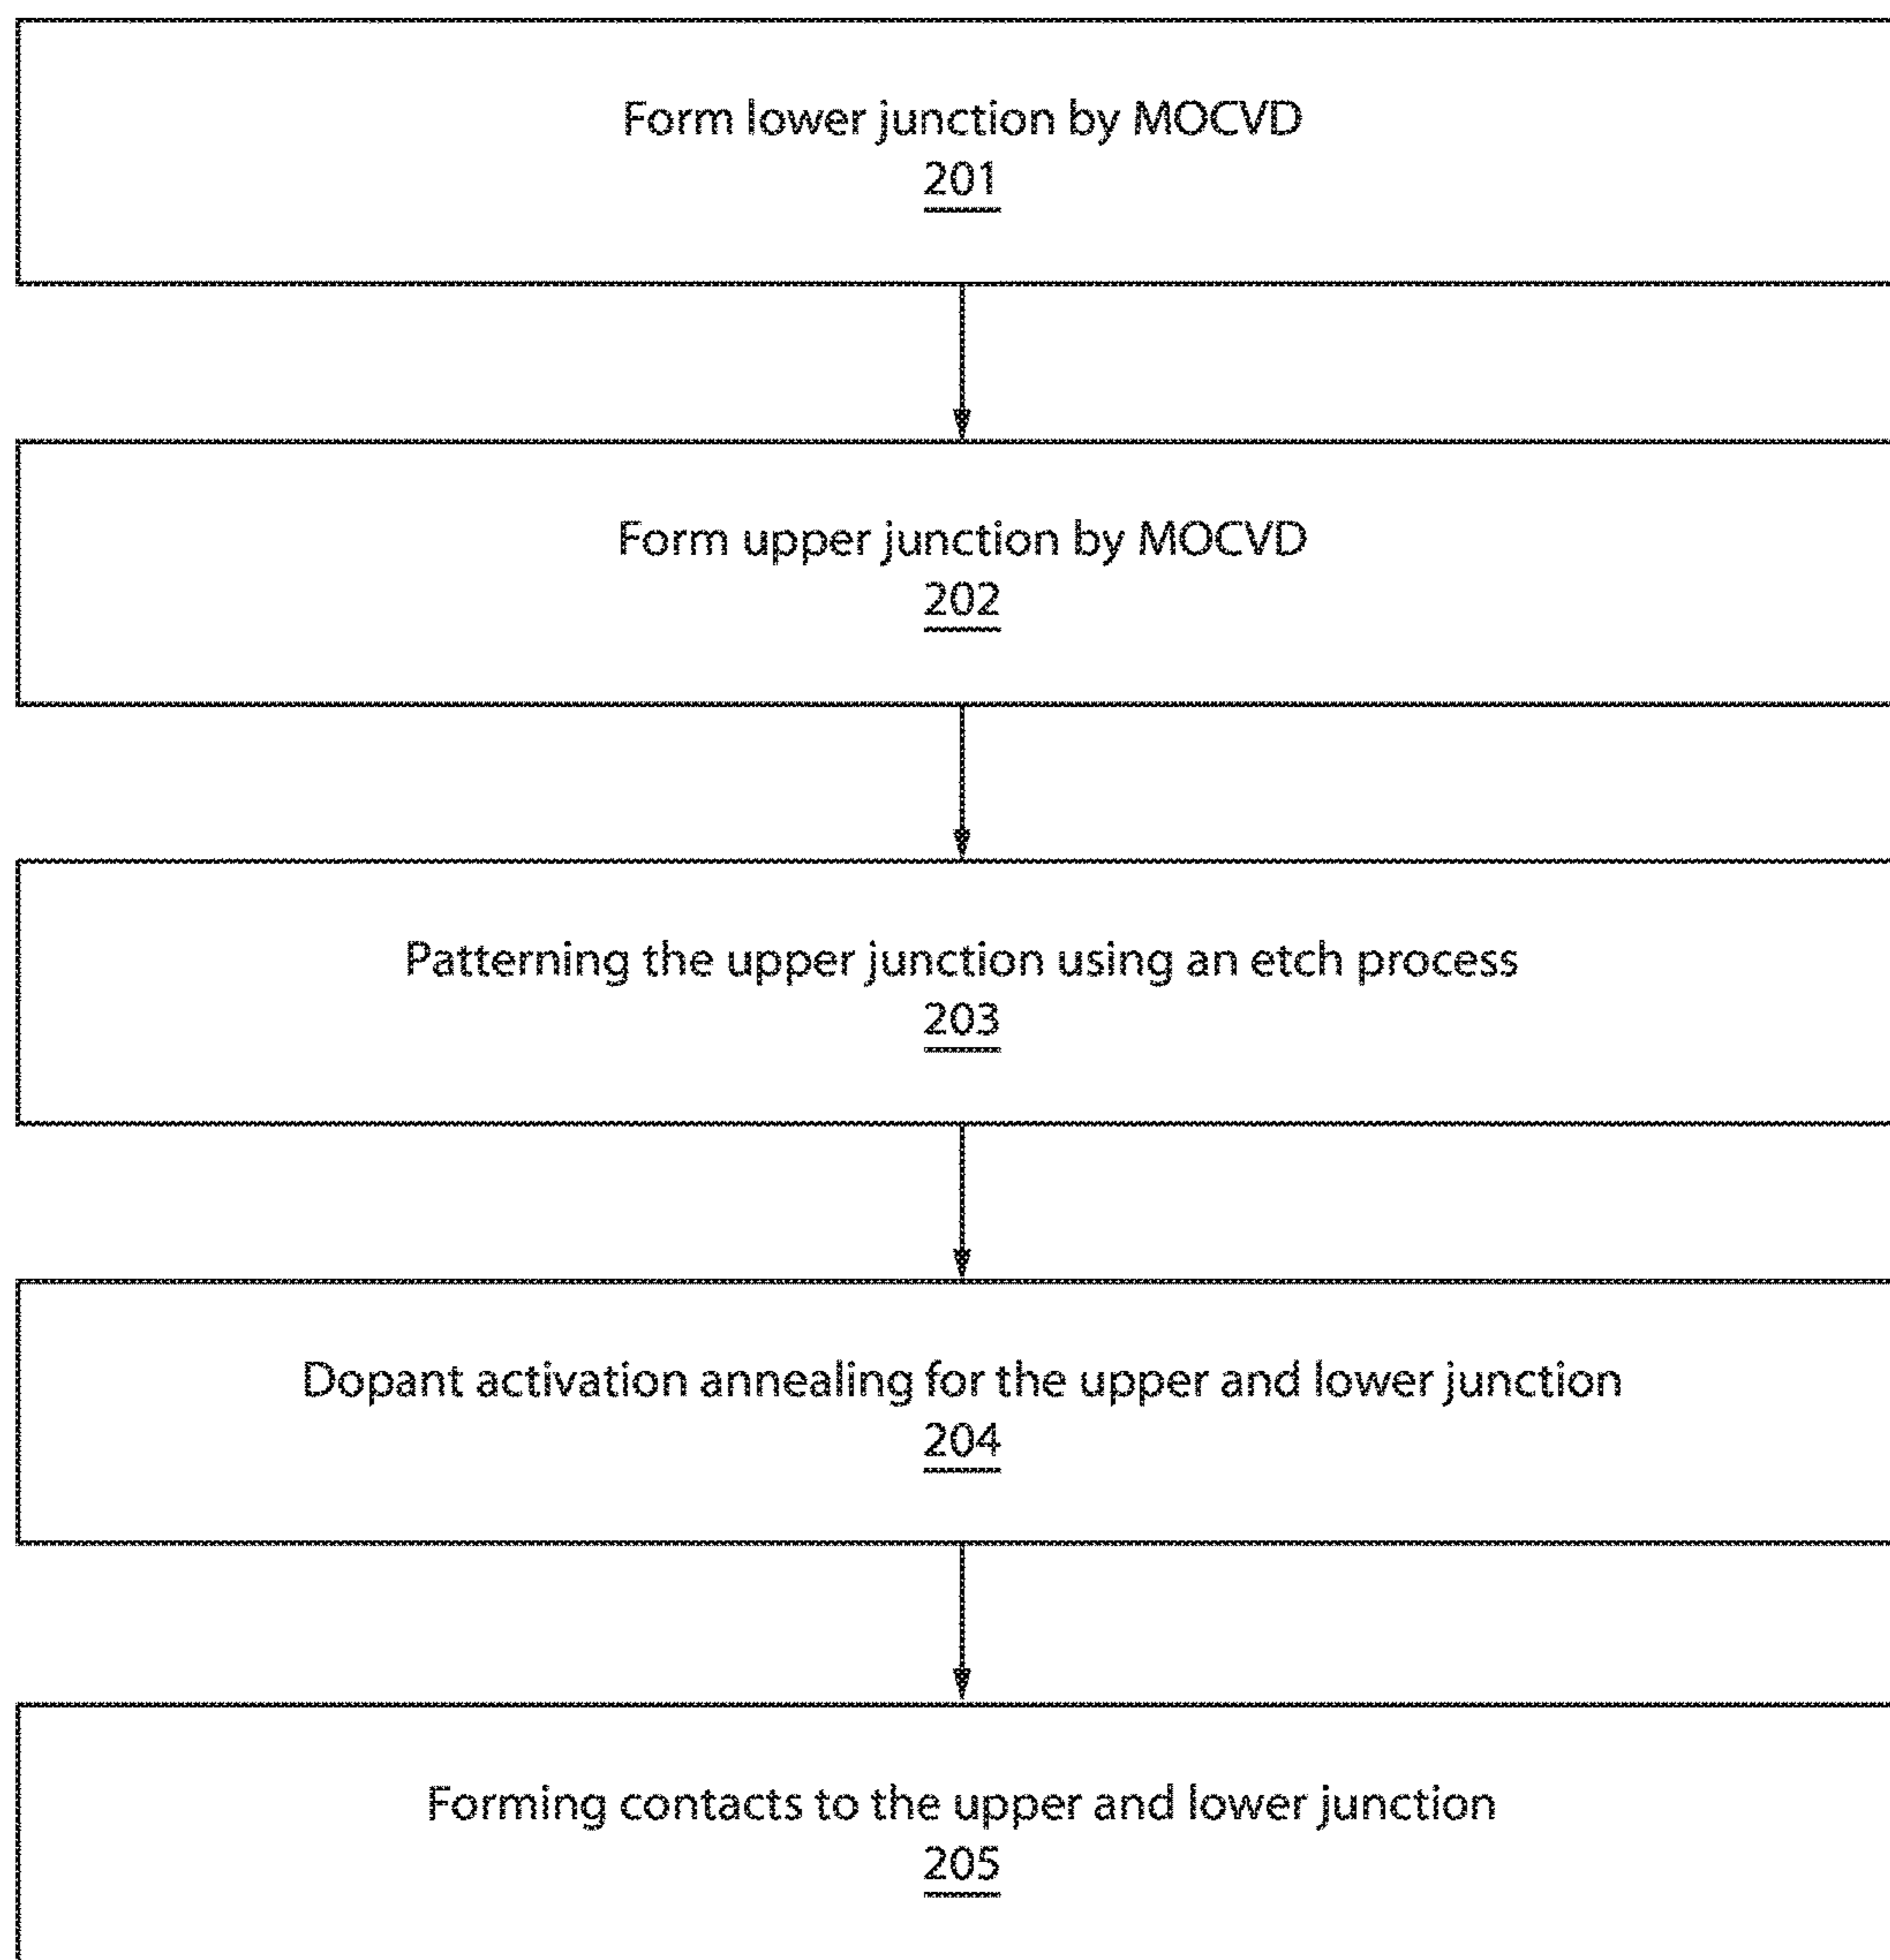 Form lower junction by MOCVD
201
Form upper junction by MOCVD
202
Patterning the upper junction using an etch process
203
Dopant activation annealing for the upper and lower junction
204
Forming contacts to the upper and lower junction
205